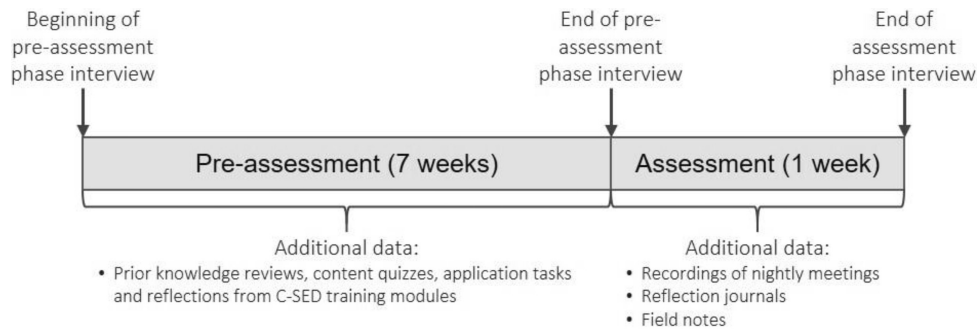 Beginning of
pre-assessment
phase interview
End of pre-
assessment
phase interview
End of
assessment
phase interview
Pre-assessment (7 weeks)
Assessment (1 week)
Additional data:
• Prior knowledge reviews, content quizzes, application tasks
and reflections from C-SED training modules
Additional data:
• Recordings of nightly meetings
• Reflection journals
• Field notes